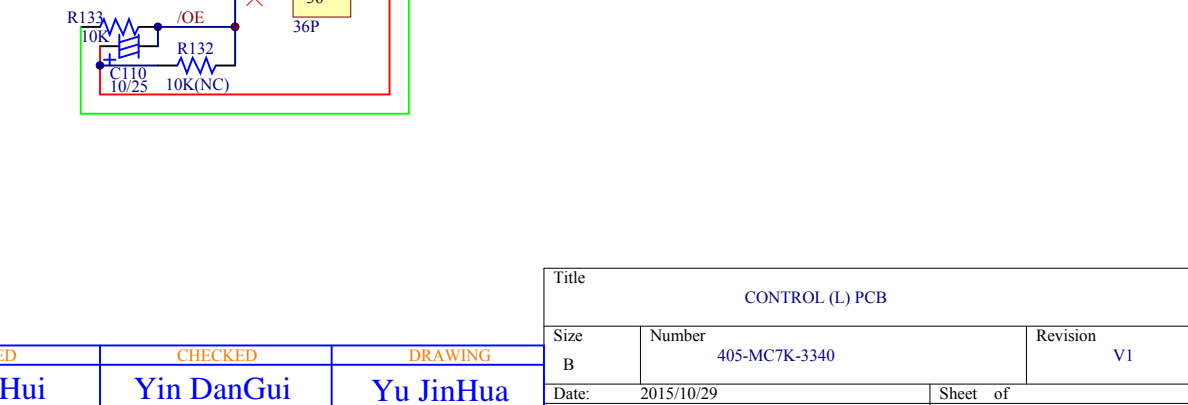 36P
R133
/OE
10K
R132
+
C110
10/25
10K(NC)
Title
CONTROL (L) PCB
Size
Number
Revision
B
405-MC7K-3340
V1
CHECKED
DRAWING
Hui
Yin DanGui
Yu JinHua
Date:
2015/10/29
Sheet of